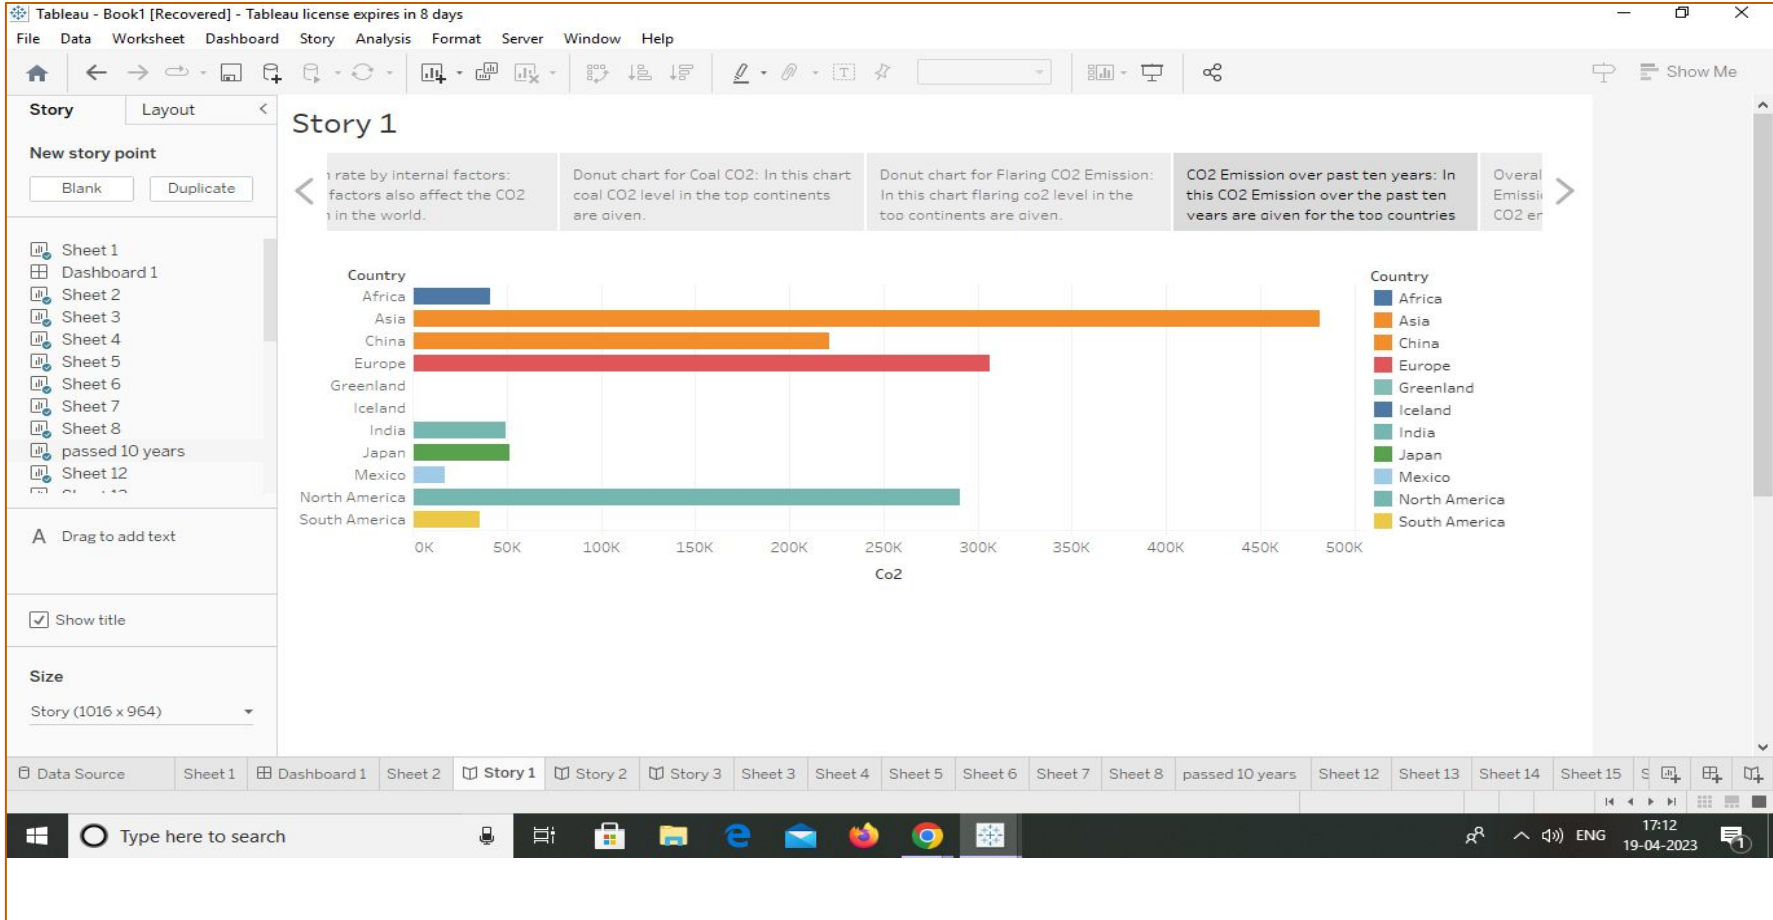 Tableau - Book1 [Recovered] - Tableau license expires in 8 days
File Data Worksheet Dashboard Story Analysis Format Server Window Help
Show Me
Story Layout
New story point
Blank Duplicate
Sheet 1
Dashboard 1
Sheet 2
Sheet 3
Sheet 4
Sheet 5
Sheet 6
Sheet 7
Sheet 8
passed 10 years
Sheet 12
A Drag to add text
Show title
Size
Story (1016 x 964)
Story 1
rate by internal factors:
factors also affect the CO2
in the world.
Donut chart for Coal CO2: In this chart
coal CO2 level in the top continents
are given.
Donut chart for Flaring CO2 Emission:
In this chart flaring co2 level in the
top continents are given.
CO2 Emission over past ten years: In
this CO2 Emission over the past ten
years are given for the top countries
Overal
Emissi
CO2 er
Country
Africa
Asia
China
Europe
Greenland
Iceland
India
Japan
Mexico
North America
South America
0K 50K 100K 150K 200K 250K 300K 350K 400K 450K 500K
Co2
Country
Africa
Asia
China
Europe
Greenland
Iceland
India
Japan
Mexico
North America
South America
Data Source Sheet 1 Dashboard 1 Sheet 2 Story 1 Story 2 Story 3 Sheet 3 Sheet 4 Sheet 5 Sheet 6 Sheet 7 Sheet 8 passed 10 years Sheet 12 Sheet 13 Sheet 14 Sheet 15 S
Type here to search
ENG
17:12
19-04-2023
1